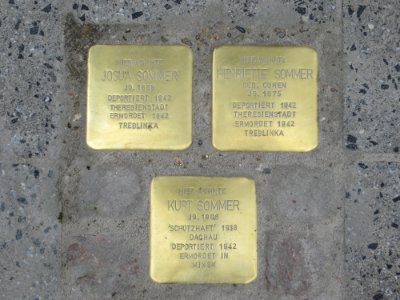 HIER WOHNTE
JOSUA SOMMER
DEPORTIERT 1942
THERESIENSTADT
ERMORDET 1942
TREBLINKA
HIER WOHNTE
HENRIETTE SOMMER
GEB. COHEN
JG. 1875
DEPORTIERT 1942
THERESIENSTADT
ERMORDET 1942
TREBLINKA
HIER WOHNTE
KURT SOMMER
JG. 1906
'SCHUTZHAFT' 1938
DACHAU
DEPORTIERT 1942
ERMORDET IN
MINSK